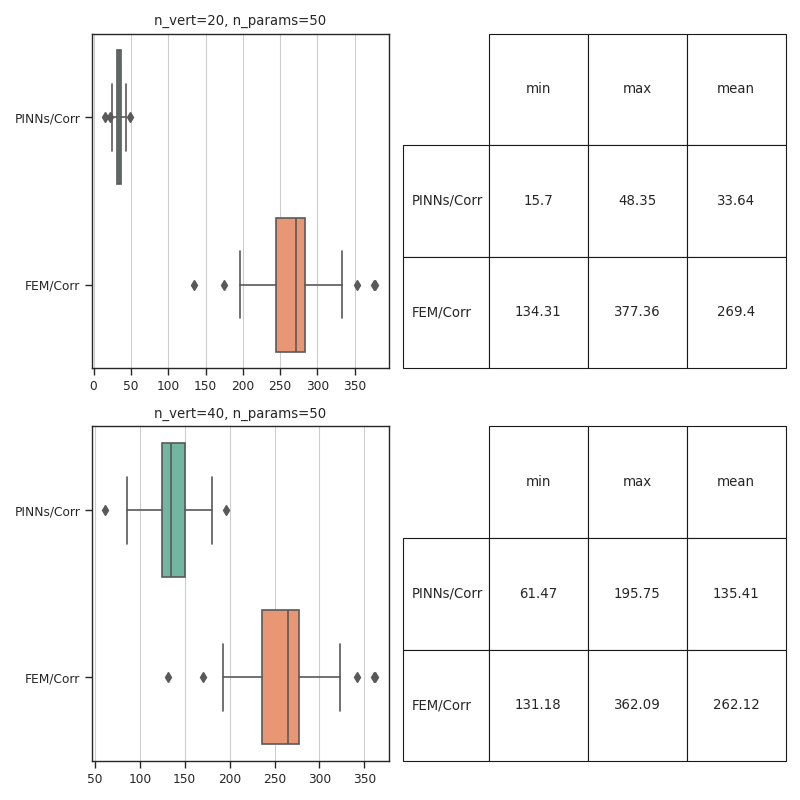 n_vert=20, n_params=50
PINNs/Corr
FEM/Corr
0 50 100 150 200 250 300 350
min max mean
PINNs/Corr 15.7 48.35 33.64
FEM/Corr 134.31 377.36 269.4
n_vert=40, n_params=50
PINNs/Corr
FEM/Corr
50 100 150 200 250 300 350
min max mean
PINNs/Corr 61.47 195.75 135.41
FEM/Corr 131.18 362.09 262.12